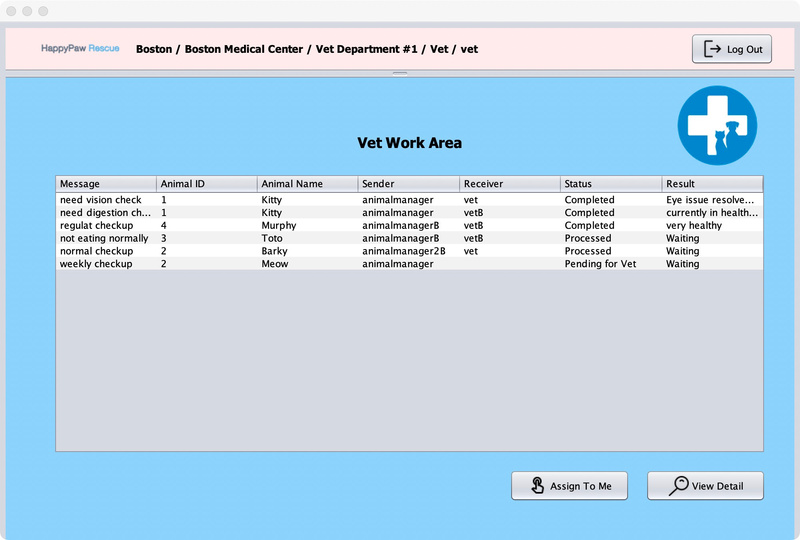 HappyPaw Rescue Boston / Boston Medical Center / Vet Department #1 / Vet / vet Log Out
Vet Work Area
Message Animal ID Animal Name Sender Receiver Status Result
need vision check 1 Kitty animalmanager vet Completed Eye issue resolve...
need digestion ch... 1 Kitty animalmanager vetB Completed currently in health...
regulat checkup 4 Murphy animalmanagerB vetB Completed very healthy
not eating normally 3 Toto animalmanagerB vetB Processed Waiting
normal checkup 2 Barky animalmanager2B vet Processed Waiting
weekly checkup 2 Meow animalmanager Pending for Vet Waiting
Assign To Me View Detail